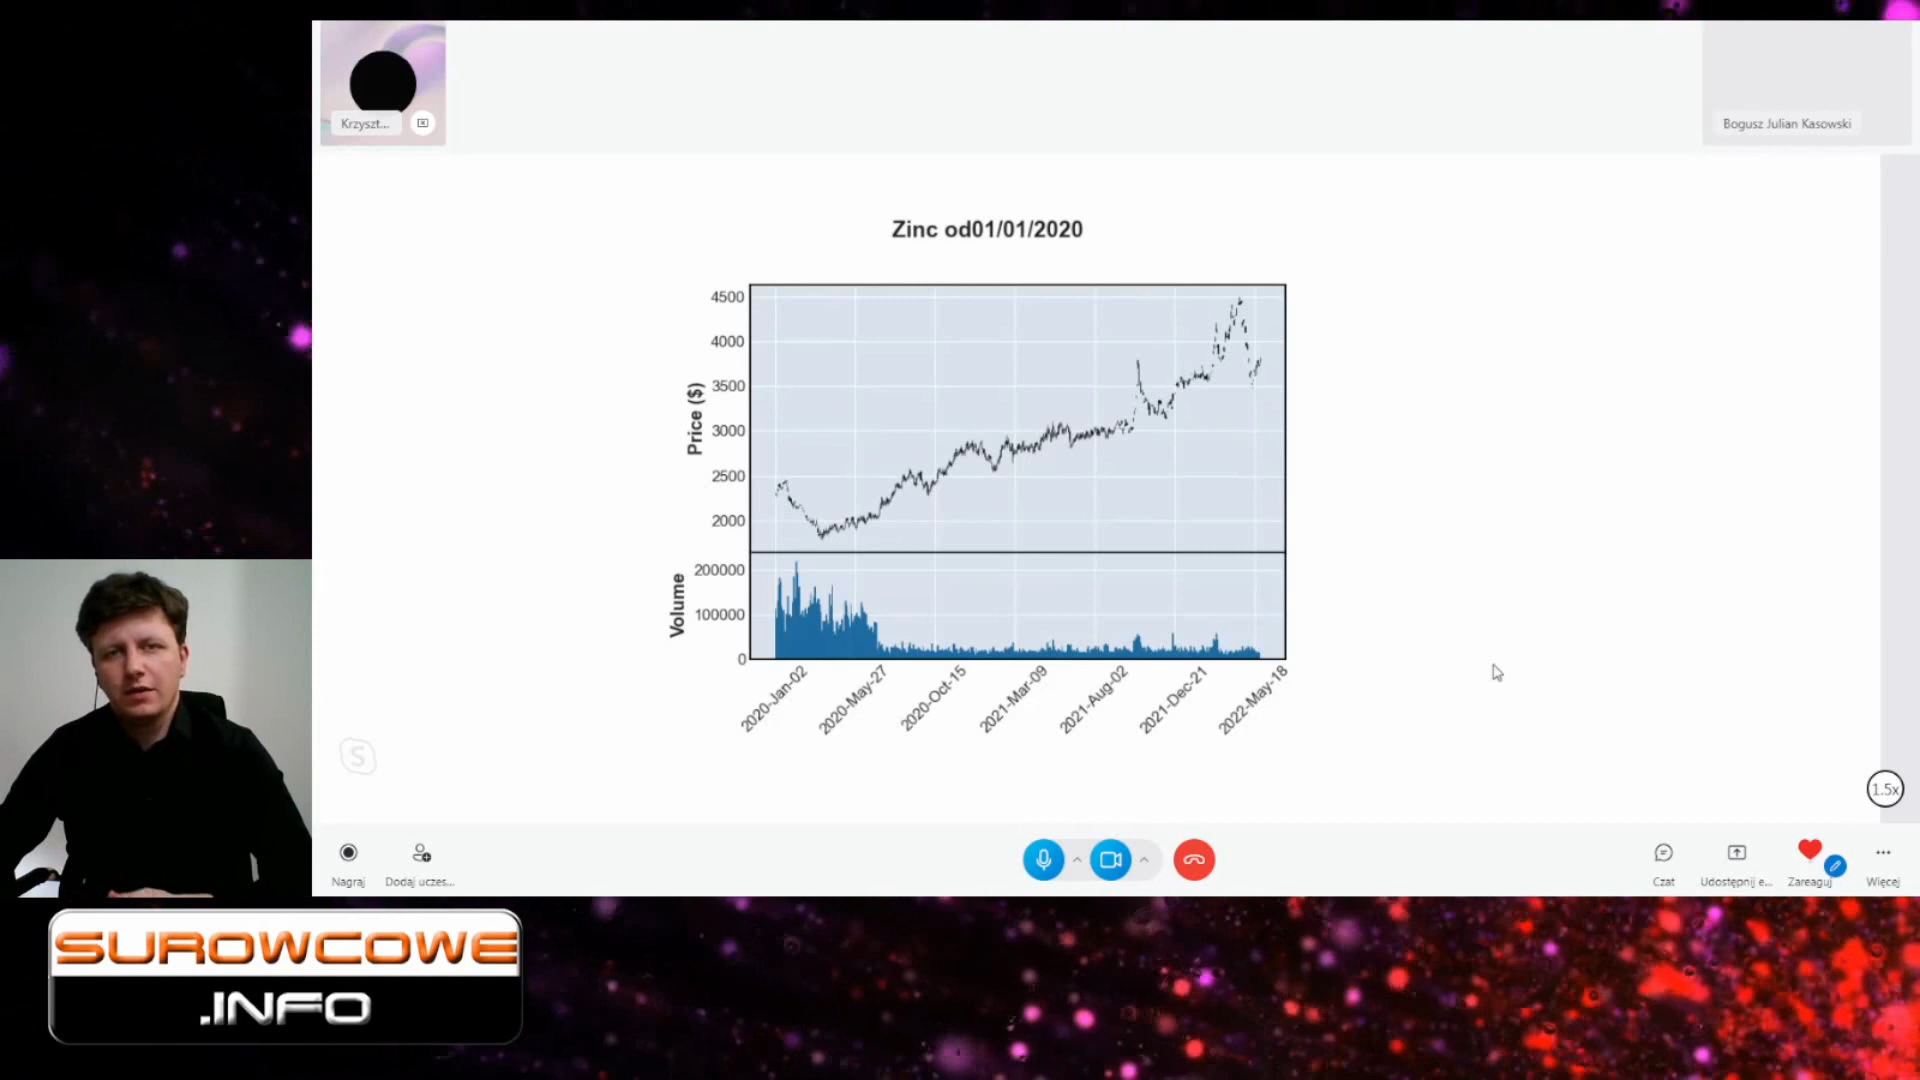 Krzyszt...
Bogusz Julian Kasowski
Zinc od01/01/2020
4500
4000
3500
3000
2500
2000
Price ($)
200000
100000
0
Volume
2020-Jan-02
2020-May-27
2020-Oct-15
2021-Mar-09
2021-Aug-02
2021-Dec-21
2022-May-18
S
1.5x
Nagraj
Dodaj uczes...
Czat
Udostępnij e...
Zareaguj
Więcej
SUROWCOWE
.INFO